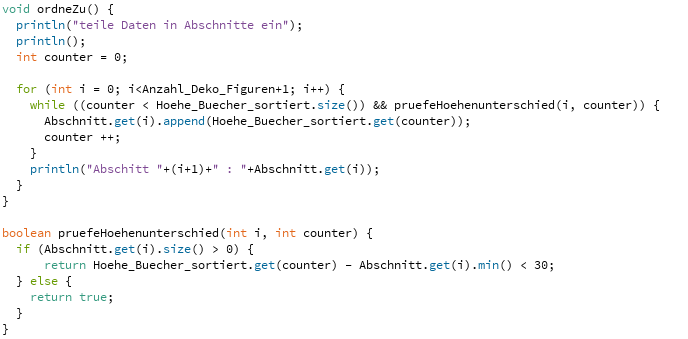 void ordneZu() {
  println("teile Daten in Abschnitte ein");
  println();
  int counter = 0;

  for (int i = 0; i<Anzahl_Deko_Figuren+1; i++) {
    while ((counter < Hoehe_Buecher_sortiert.size()) && pruefeHoehenunterschied(i, counter)) {
      Abschnitt.get(i).append(Hoehe_Buecher_sortiert.get(counter));
      counter ++;
    }
    println("Abschitt "+(i+1)+" : "+Abschnitt.get(i));
  }
}

boolean pruefeHoehenunterschied(int i, int counter) {
  if (Abschnitt.get(i).size() > 0) {
      return Hoehe_Buecher_sortiert.get(counter) - Abschnitt.get(i).min() < 30;
  } else {
    return true;
  }
}